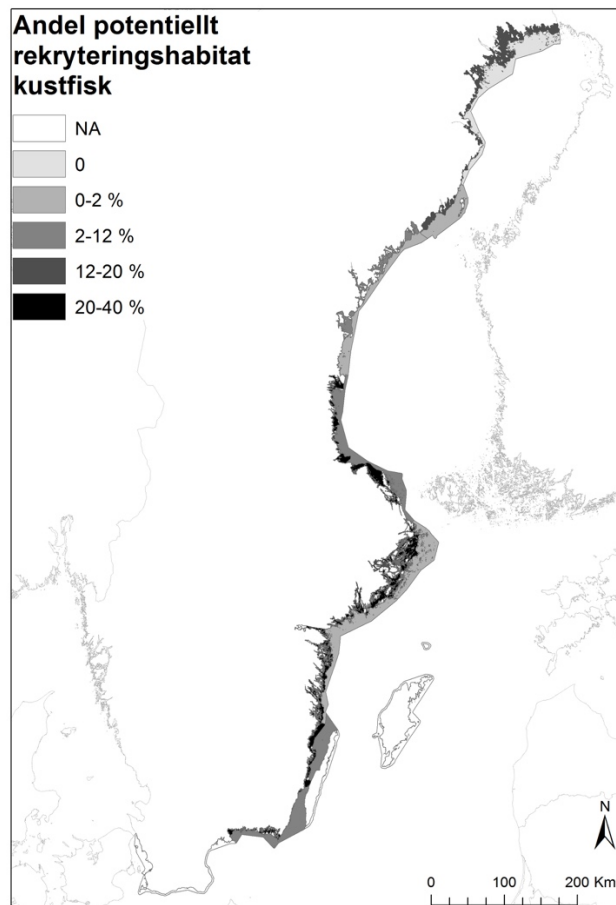 Andel potentiellt
rekryteringshabitat
kustfisk
NA
0
0-2 %
2-12 %
12-20 %
20-40 %
N
0 100 200 Km